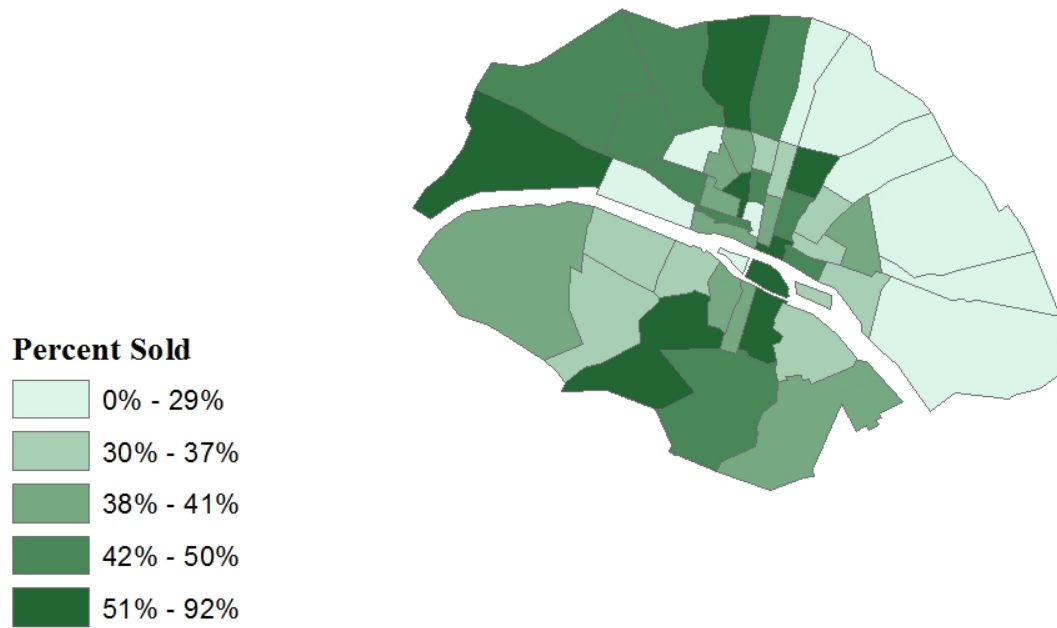 Percent Sold
0% - 29%
30% - 37%
38% - 41%
42% - 50%
51% - 92%